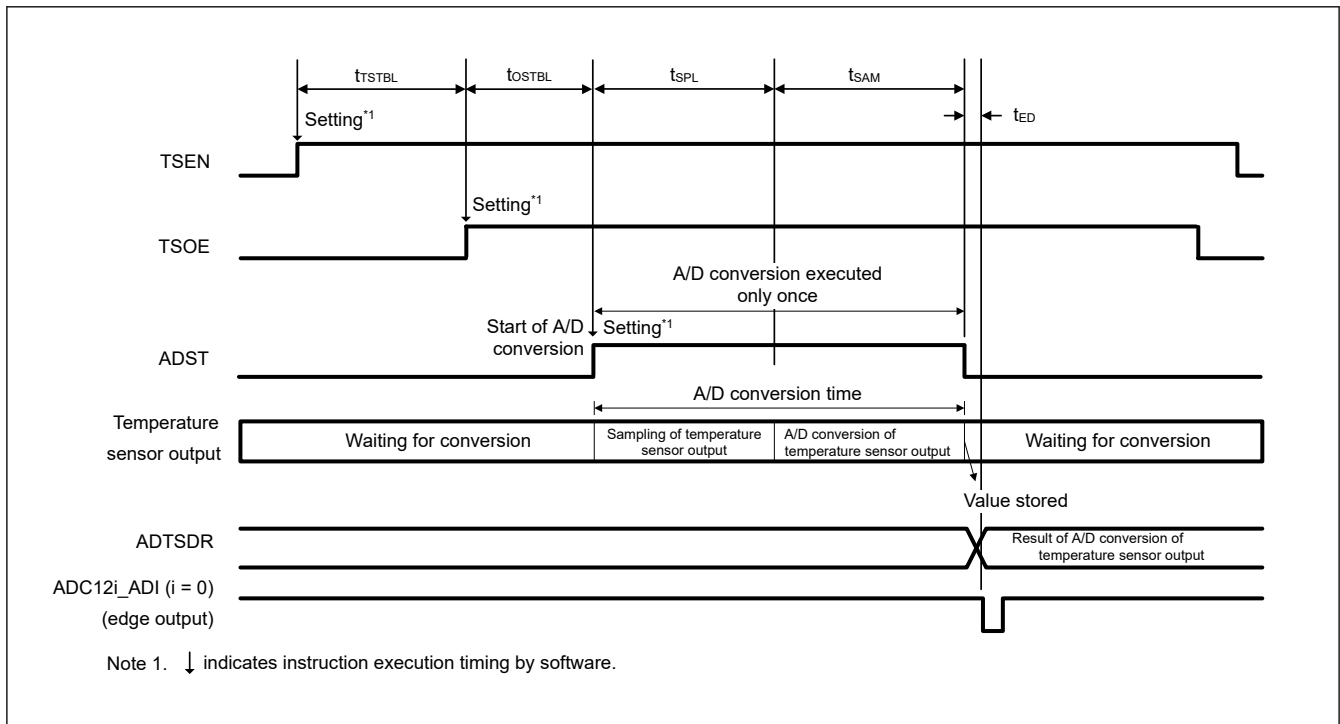 tTSTBL tOSTBL tSPL tSAM
tED
Setting*1
TSEN
Setting*1
TSOE
A/D conversion executed
only once
Start of A/D Setting*1
conversion
ADST
A/D conversion time
Temperature
sensor output
Waiting for conversion
Sampling of temperature
sensor output
A/D conversion of
temperature sensor output
Waiting for conversion
Value stored
ADTSDR
Result of A/D conversion of
temperature sensor output
ADC12i_ADI (i = 0)
(edge output)
Note 1. ↓ indicates instruction execution timing by software.